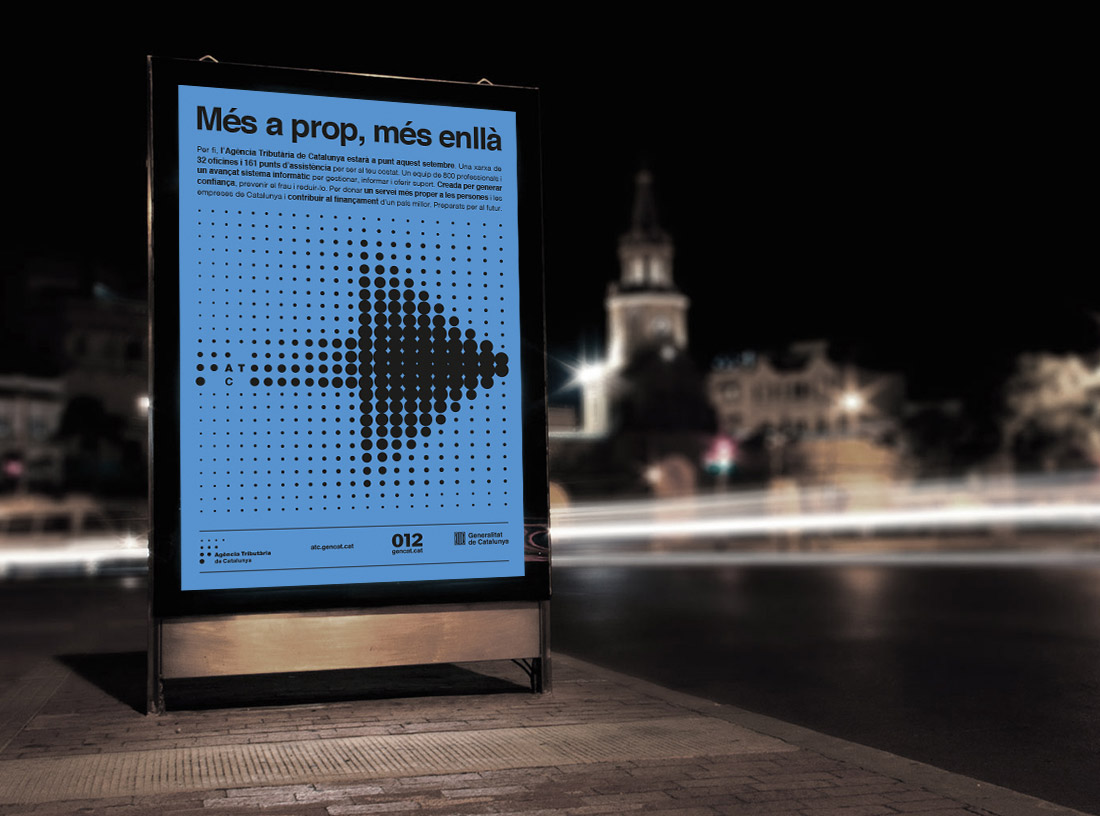 Més a prop, més enllà
Per fi, l'Agència Tributària de Catalunya estarà a punt aquest setembre. Una xarxa de
32 oficines i 161 punts d'assistència per ser al teu costat. Un equip de 800 professionals i
un avançat sistema informàtic per gestionar, informar i oferir suport. Creada per generar
confiança, prevenir el frau i reduir-lo. Per donar un servei més proper a les persones i les
empreses de Catalunya i contribuir al finançament d'un país millor. Preparats per al futur.
A T
C
Agència Tributària
de Catalunya
atc.gencat.cat
012
gencat.cat
Generalitat
de Catalunya